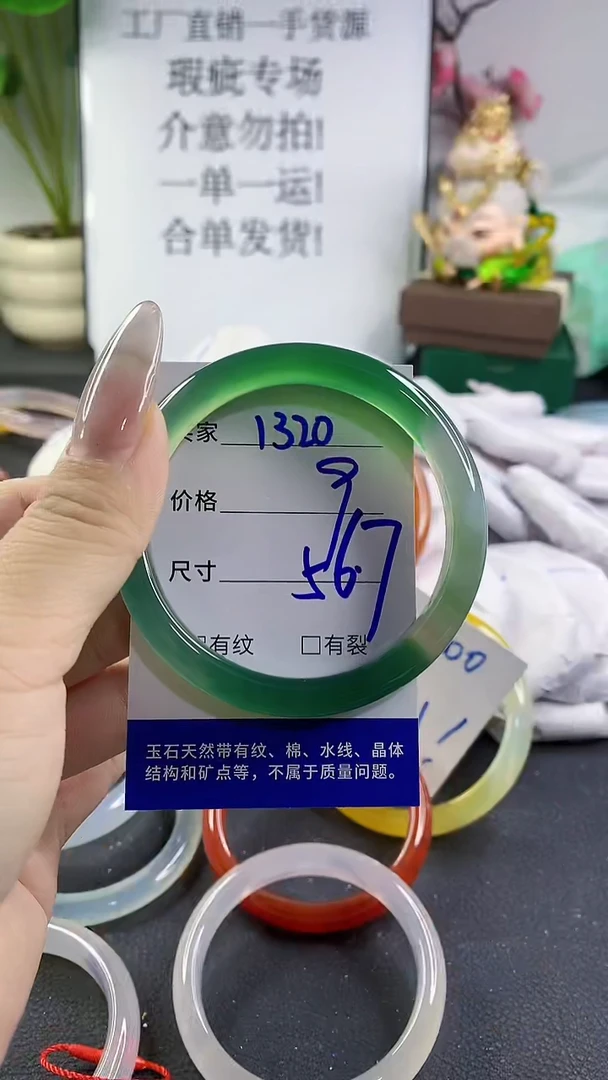 工厂直销一手货源
瑕疵专场
介意勿拍!
一单一运!
合单发货!
家 1320
价格
尺寸 56.7
有纹 □有裂
玉石天然带有纹、棉、水线、晶体
结构和矿点等，不属于质量问题。
00